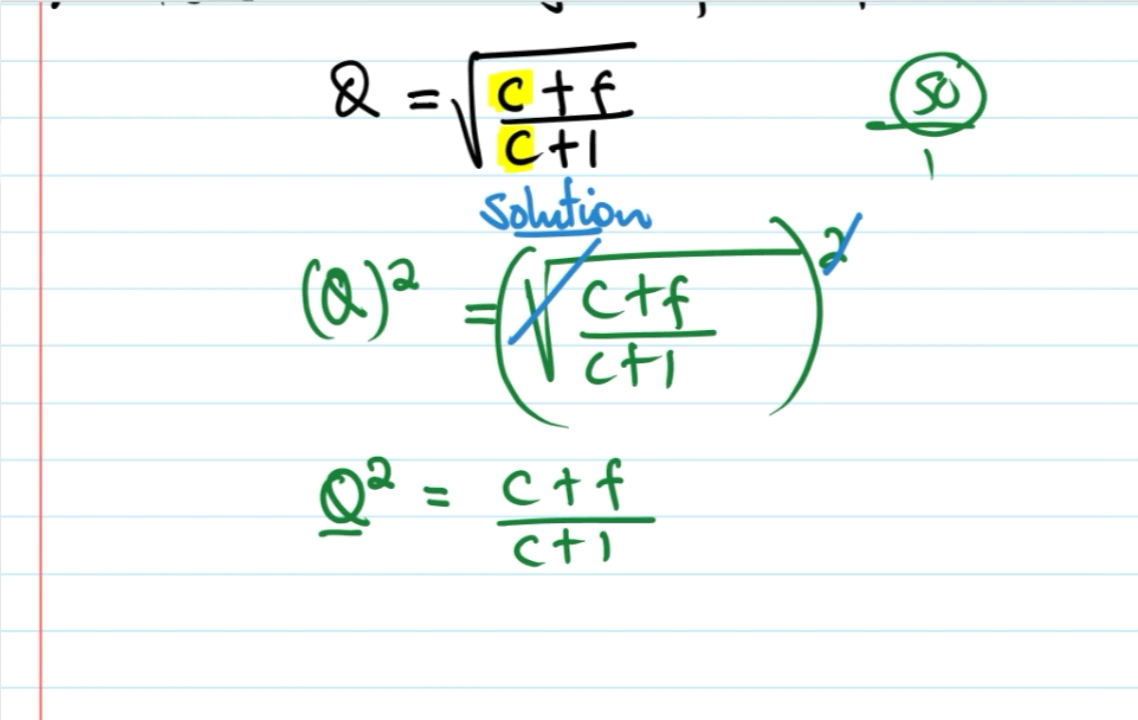 Q = √(c + f / c + 1)
50 / 1
Solution
(Q)² = (√(c + f / c + 1))²
Q² = c + f / c + 1